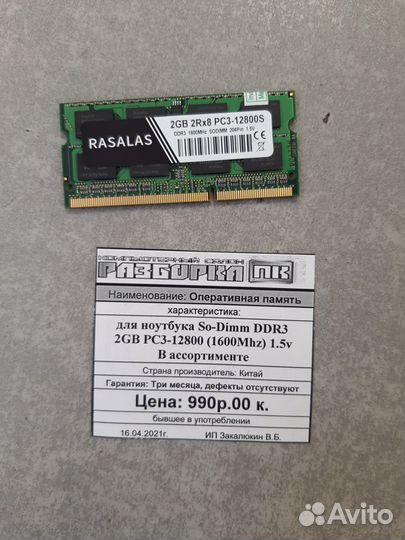 RASALAS
2GB 2Rx8 PC3-12800S
DDR3 1600MHz SODIMM 204Pin 1.5V
КОМПЬЮТЕРНЫЙ САЛОН
РАЗБОРКА ПК
Наименование: Оперативная память
характеристика:
для ноутбука So-Dimm DDR3
2GB PC3-12800 (1600Mhz) 1.5v
В ассортименте
Страна производитель: Китай
Гарантия: Три месяца, дефекты отсутствуют
Цена: 990р.00 к.
бывшее в употреблении
16.04.2021г. ИП Закалюкин В.Б.
Avito